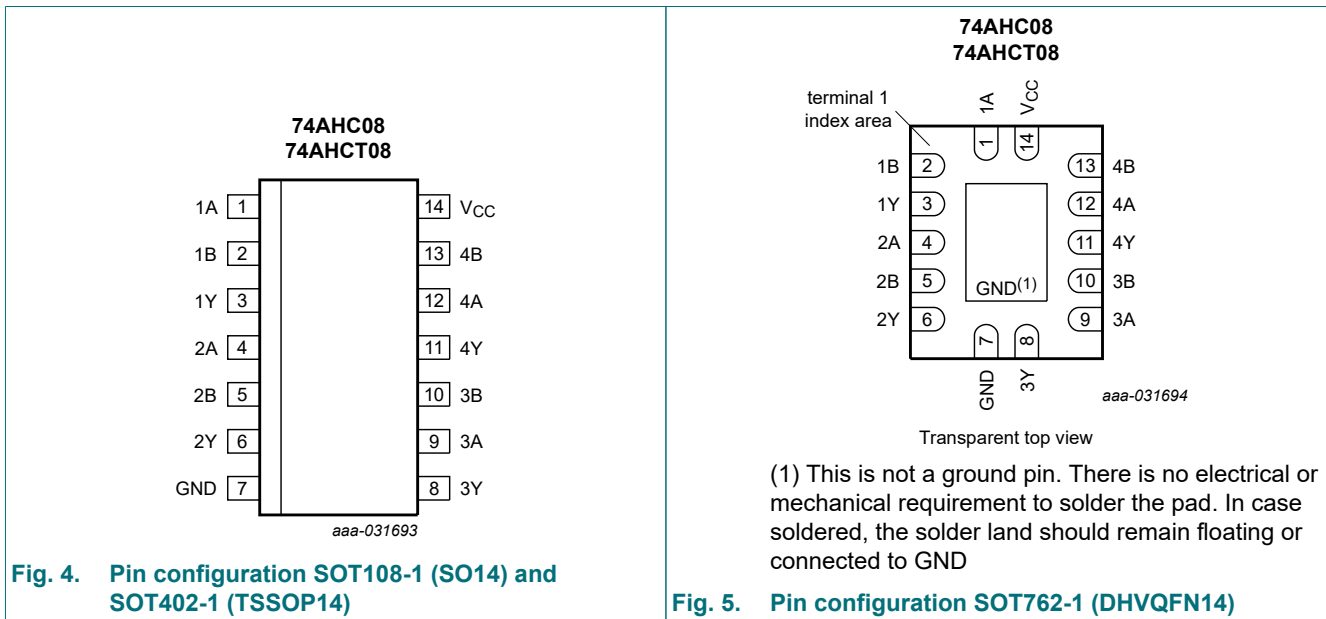 74AHC08
74AHCT08
1A 1
14 VCC
1B 2
13 4B
1Y 3
12 4A
2A 4
11 4Y
2B 5
10 3B
2Y 6
9 3A
GND 7
8 3Y
aaa-031693
Fig. 4. Pin configuration SOT108-1 (SO14) and
SOT402-1 (TSSOP14)
74AHC08
74AHCT08
terminal 1
index area
1A
VCC
1
14
1B 2
13 4B
1Y 3
12 4A
2A 4
11 4Y
2B 5
10 3B
GND(1)
2Y 6
9 3A
7
8
GND
3Y
aaa-031694
Transparent top view
(1) This is not a ground pin. There is no electrical or
mechanical requirement to solder the pad. In case
soldered, the solder land should remain floating or
connected to GND
Fig. 5. Pin configuration SOT762-1 (DHVQFN14)